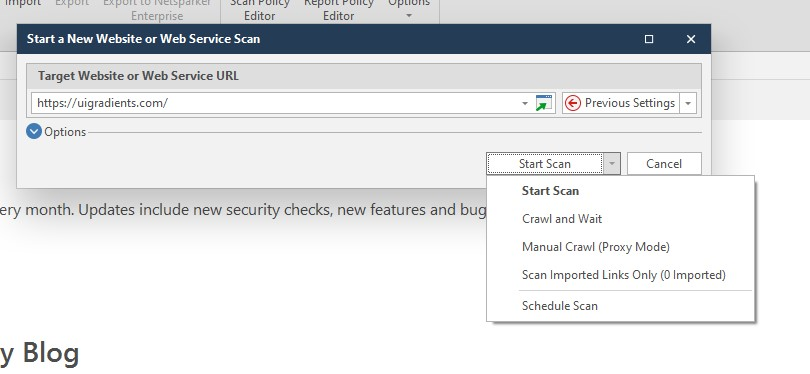 Import Export Export to Netsparker Enterprise Scan Policy Editor Report Policy Editor Options
Start a New Website or Web Service Scan
Target Website or Web Service URL
https://uigradients.com/
Previous Settings
Options
Start Scan Cancel
Start Scan
ery month. Updates include new security checks, new features and bug
Crawl and Wait
Manual Crawl (Proxy Mode)
Scan Imported Links Only (0 Imported)
Schedule Scan
y Blog